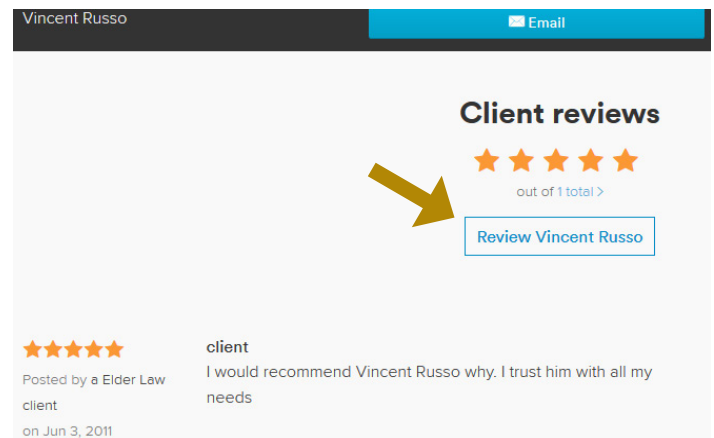 Vincent Russo
Email
Client reviews
out of 1 total >
Review Vincent Russo
client
I would recommend Vincent Russo why. I trust him with all my
needs
Posted by a Elder Law
client
on Jun 3, 2011